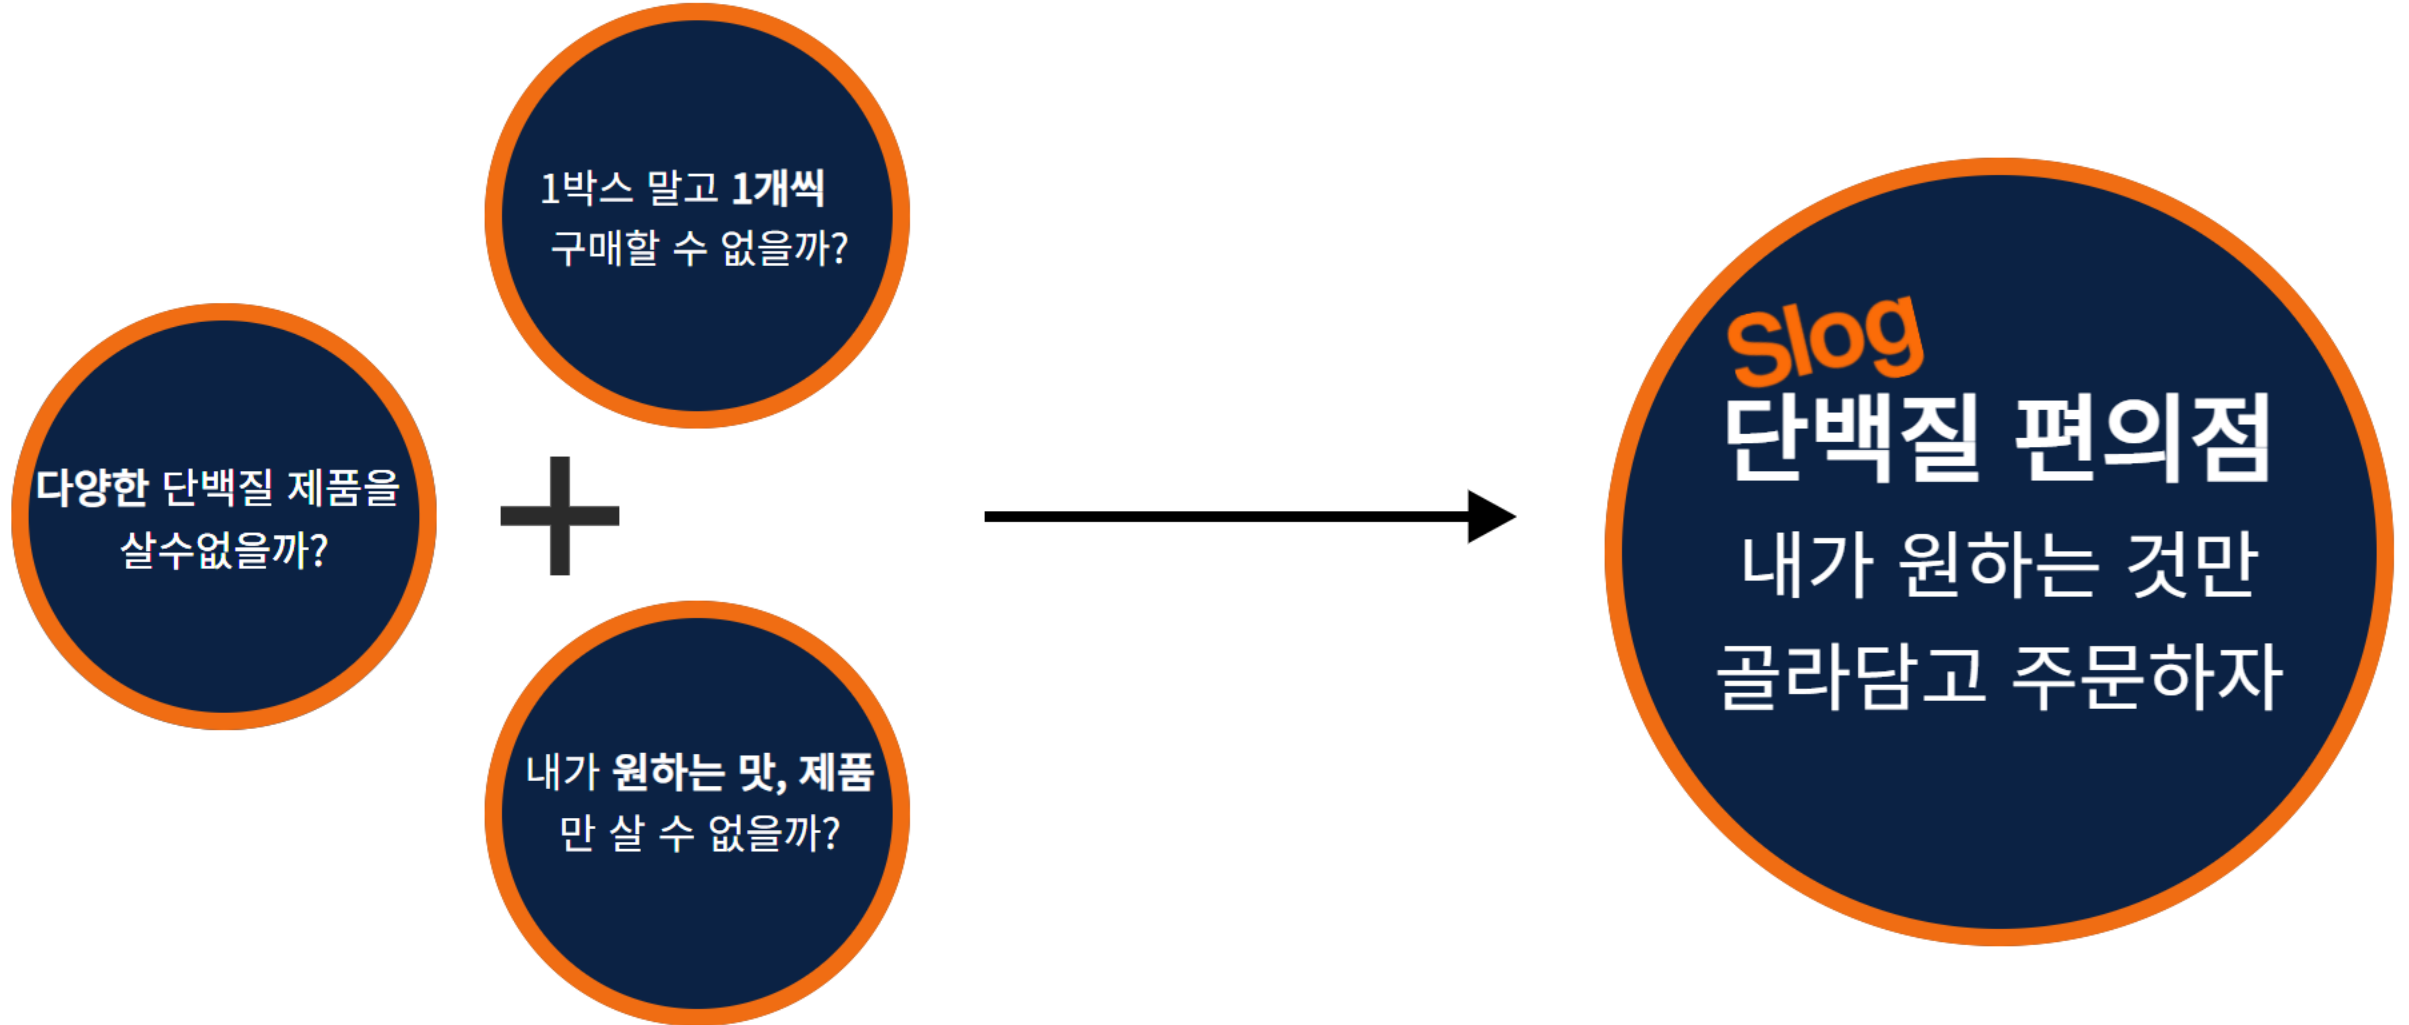 1박스 말고 1개씩
구매할 수 없을까?
다양한 단백질 제품을
살수없을까?
내가 원하는 맛, 제품
만 살 수 없을까?
Slog
단백질 편의점
내가 원하는 것만
골라담고 주문하자